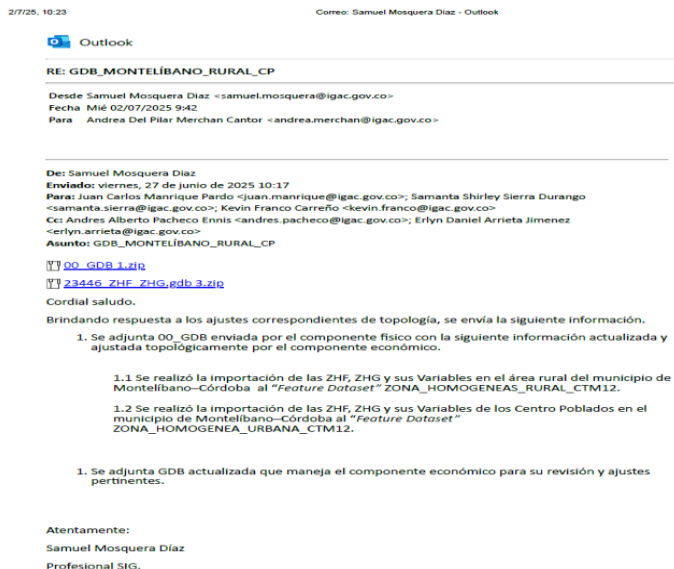 2/7/25, 10:23 Correo: Samuel Mosquera Diaz - Outlook
Outlook
RE: GDB_MONTELÍBANO_RURAL_CP
Desde Samuel Mosquera Diaz <samuel.mosquera@igac.gov.co>
Fecha Mié 02/07/2025 9:42
Para Andrea Del Pilar Merchan Cantor <andrea.merchan@igac.gov.co>
De: Samuel Mosquera Diaz
Enviado: viernes, 27 de junio de 2025 10:17
Para: Juan Carlos Manrique Pardo <juan.manrique@igac.gov.co>; Samanta Shirley Sierra Durango
<samanta.sierra@igac.gov.co>; Kevin Franco Carreño <kevin.franco@igac.gov.co>
Cc: Andres Alberto Pacheco Ennis <andres.pacheco@igac.gov.co>; Erlyn Daniel Arrieta Jimenez
<erlyn.arrieta@igac.gov.co>
Asunto: GDB_MONTELÍBANO_RURAL_CP
00_GDB 1.zip
23446_ZHF_ZHG.gdb 3.zip
Cordial saludo.
Brindando respuesta a los ajustes correspondientes de topología, se envía la siguiente información.
1. Se adjunta 00_GDB enviada por el componente físico con la siguiente información actualizada y
ajustada topológicamente por el componente económico.
1.1 Se realizó la importación de las ZHF, ZHG y sus Variables en el área rural del municipio de
Montelíbano–Córdoba al “Feature Dataset” ZONA_HOMOGENEAS_RURAL_CTM12.
1.2 Se realizó la importación de las ZHF, ZHG y sus Variables de los Centro Poblados en el
municipio de Montelíbano–Córdoba al “Feature Dataset”
ZONA_HOMOGENEA_URBANA_CTM12.
1. Se adjunta GDB actualizada que maneja el componente económico para su revisión y ajustes
pertinentes.
Atentamente:
Samuel Mosquera Díaz
Profesional SIG.